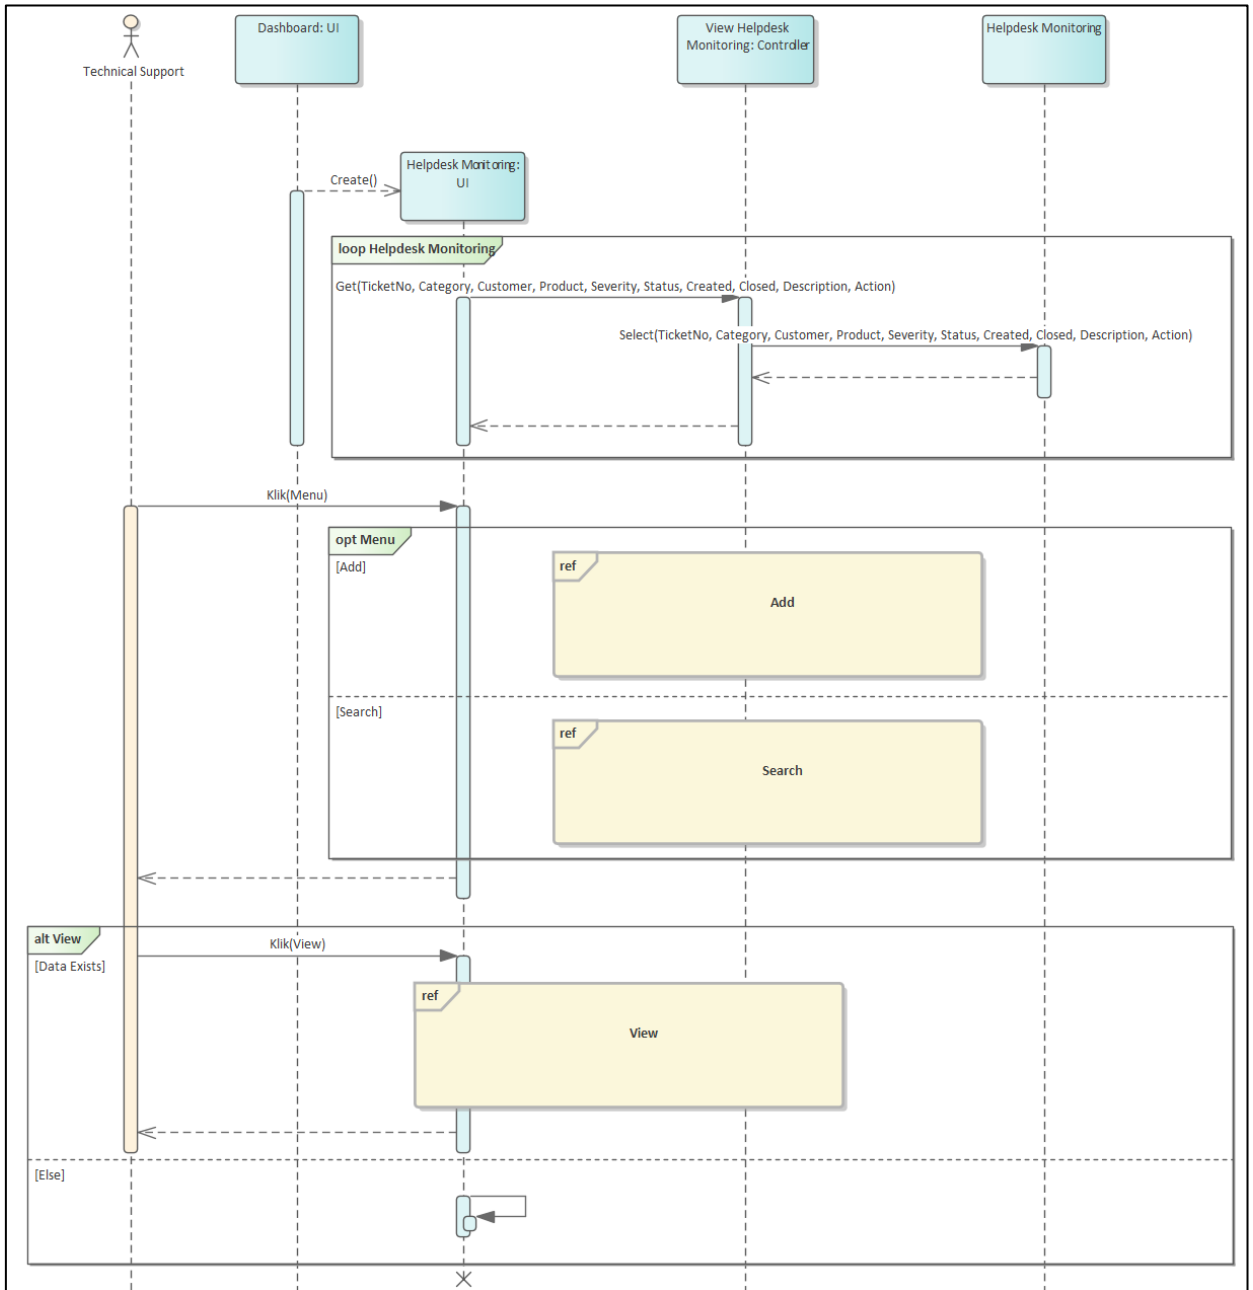 Technical Support
Dashboard: UI
View Helpdesk
Monitoring: Controller
Helpdesk Monitoring
Create()
Helpdesk Monitoring:
UI
loop Helpdesk Monitoring
Get(TicketNo, Category, Customer, Product, Severity, Status, Created, Closed, Description, Action)
Select(TicketNo, Category, Customer, Product, Severity, Status, Created, Closed, Description, Action)
Klik(Menu)
opt Menu
[Add]
ref
Add
[Search]
ref
Search
alt View
[Data Exists]
Klik(View)
ref
View
[Else]